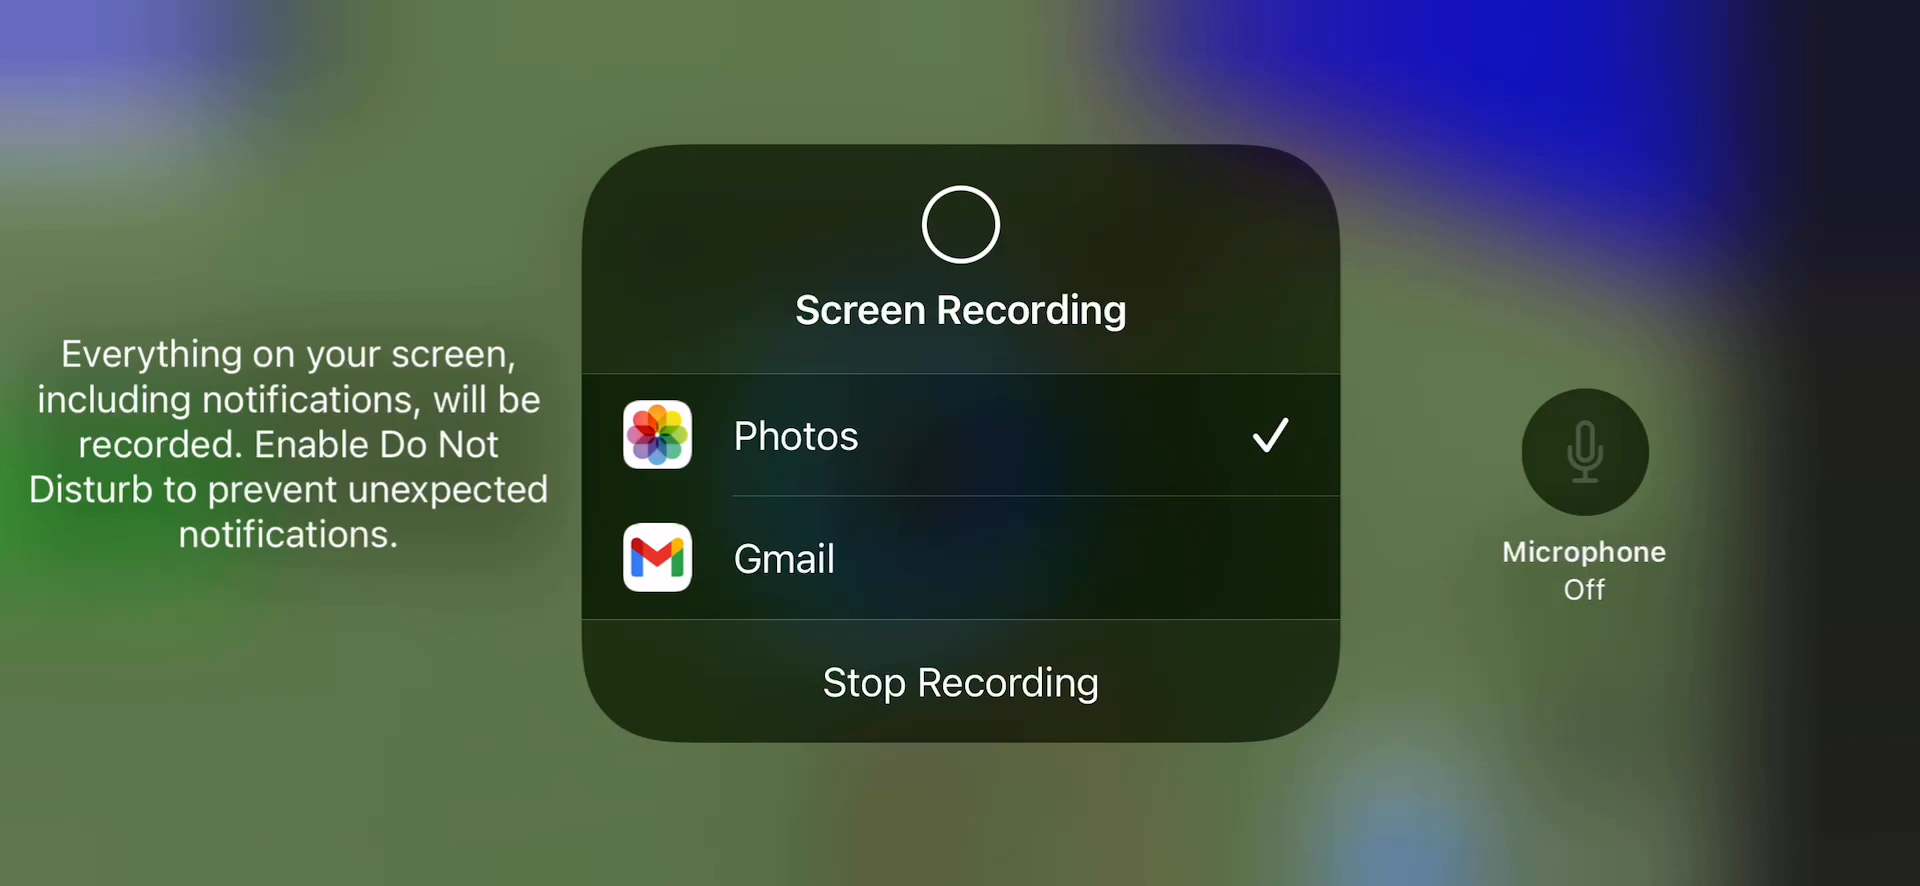 Everything on your screen,
including notifications, will be
recorded. Enable Do Not
Disturb to prevent unexpected
notifications.
Screen Recording
Photos
Gmail
Stop Recording
Microphone
Off